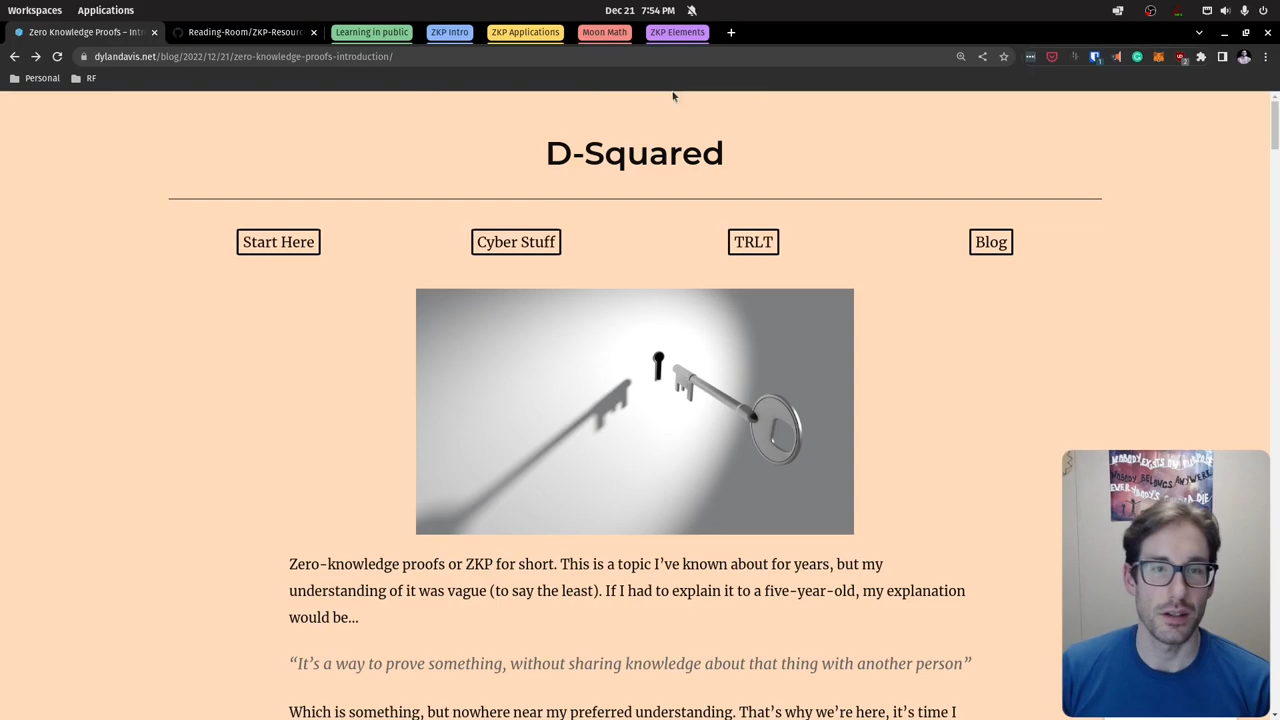 Workspaces Applications Dec 21 7:54 PM
Zero Knowledge Proofs – Intr Reading-Room/ZKP-Resourc Learning in public ZKP Intro ZKP Applications Moon Math ZKP Elements
dylandavis.net/blog/2022/12/21/zero-knowledge-proofs-introduction/
Personal RF
D-Squared
Start Here Cyber Stuff TRLT Blog
Zero-knowledge proofs or ZKP for short. This is a topic I’ve known about for years, but my
understanding of it was vague (to say the least). If I had to explain it to a five-year-old, my explanation
would be…
“It’s a way to prove something, without sharing knowledge about that thing with another person”
Which is something, but nowhere near my preferred understanding. That’s why we’re here, it’s time I
NOBODY BELONGS ANYWHERE